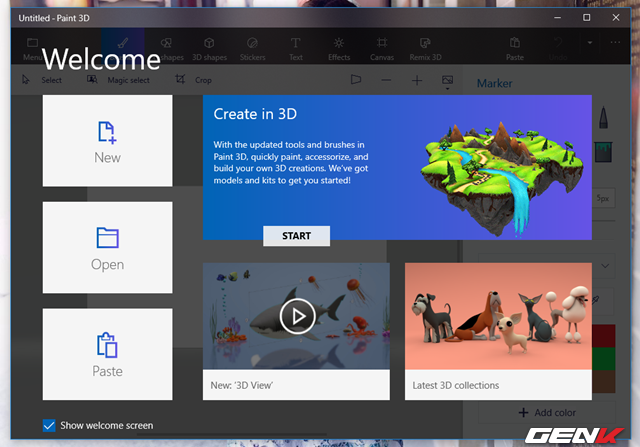 Untitled - Paint 3D
Menu
shapes
3D shapes
Stickers
Text
Effects
Canvas
Remix 3D
Paste
Welcome
Select
Magic select
Crop
Marker
New
Create in 3D
With the updated tools and brushes in
Paint 3D, quickly paint, accessorize, and
build your own 3D creations. We've got
models and kits to get you started!
START
5px
Open
Paste
New: '3D View'
Latest 3D collections
Add color
Show welcome screen
GENK